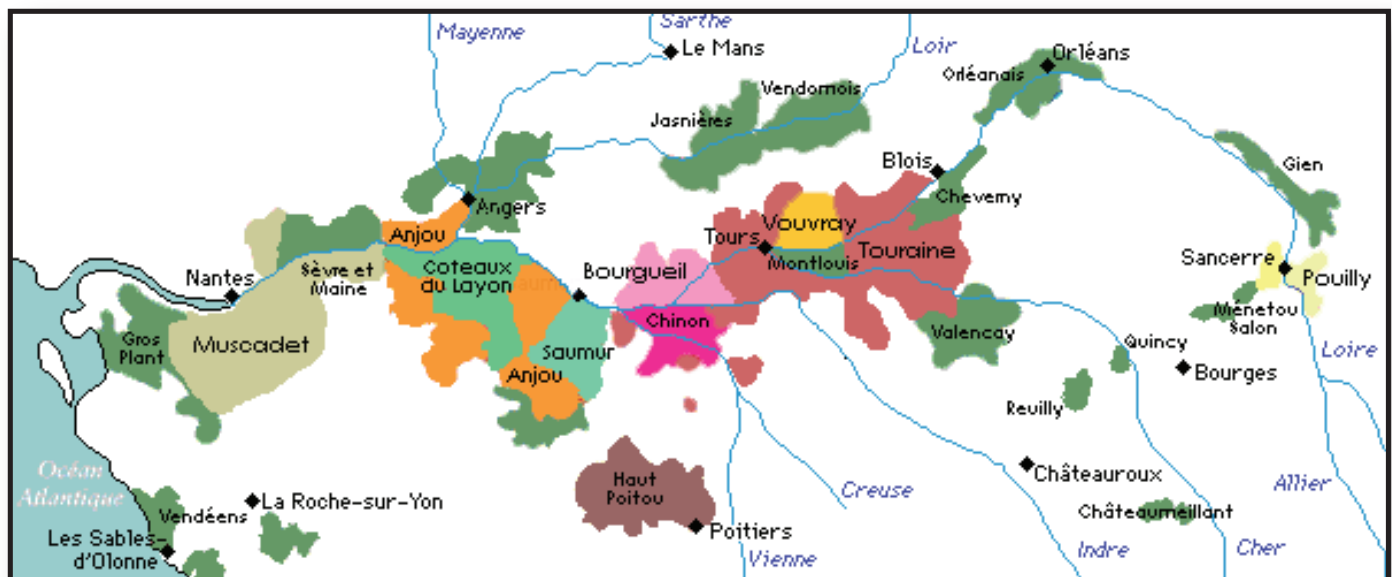 Mayenne
Sarthe
Le Mans
Loir
Orléans
Orléanais
Vendomois
Jasnières
Blois
Gien
Cheverny
Angers
Anjou
Vouvray
Tours
Touraine
Montlouis
Sèvre et
Maine
Coteaux
du Layon
Bourgueil
Sancerre
Pouilly
Nantes
Ménetou
Salon
Chinon
Valencay
Gros
Plant
Muscadet
Saumur
Quincy
Loire
Anjou
Bourges
Reuilly
Océan
Atlantique
Haut
Poitou
Creuse
Châteauroux
Allier
La Roche-sur-Yon
Vendéens
Châteaumeillant
Poitiers
Les Sables-
d'Olonne
Vienne
Indre
Cher